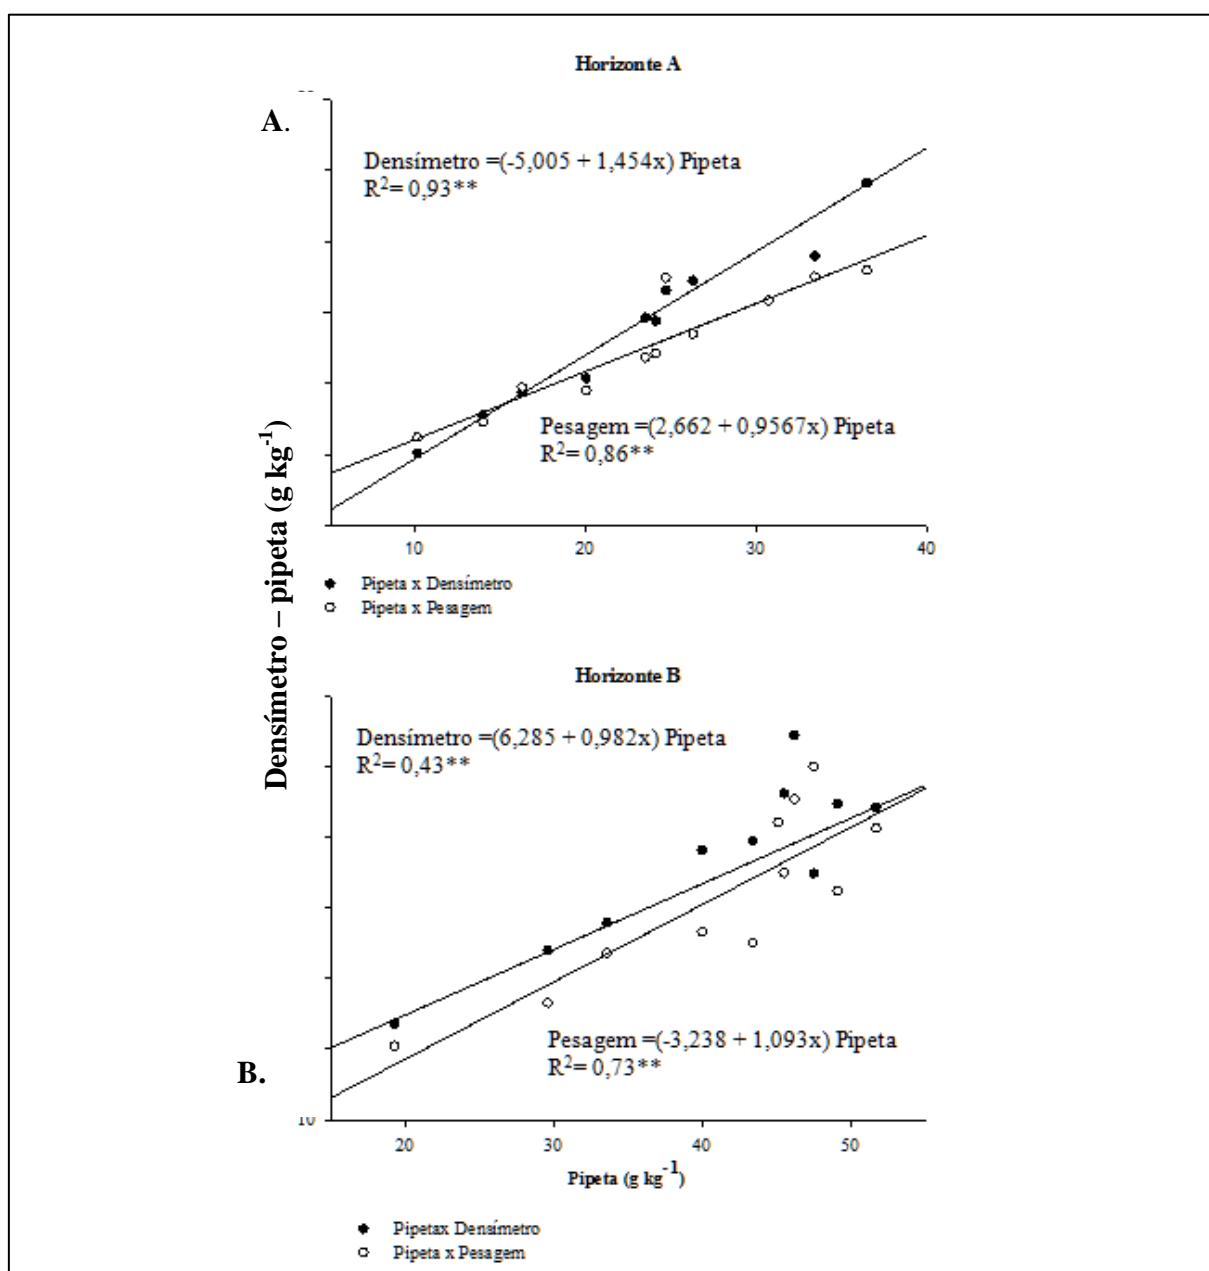 Horizonte A
A.
Densímetro =(-5,005 + 1,454x) Pipeta
R²= 0,93**
Pesagem =(2,662 + 0,9567x) Pipeta
R²= 0,86**
10 20 30 40
Pipeta x Densímetro
Pipeta x Pesagem
Densímetro – pipeta (g kg⁻¹)
Horizonte B
Densímetro =(6,285 + 0,982x) Pipeta
R²= 0,43**
Pesagem =(-3,238 + 1,093x) Pipeta
R²= 0,73**
B.
10
20 30 40 50
Pipeta (g kg⁻¹)
Pipetax Densímetro
Pipeta x Pesagem